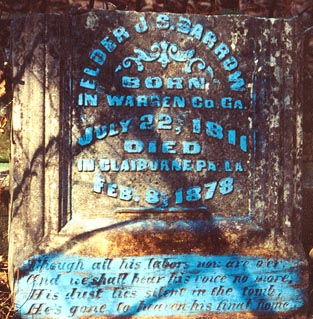 ELDER J. S. BARROW
BORN
IN WARREN CO. GA.
JULY 22, 1811
DIED
IN CLAIBURNE PA. LA.
FEB. 8, 1878
Though all his labors now are o'er,
And we shall hear his voice no more,
His dust lies silent in the tomb,
He's gone to heaven his final home.